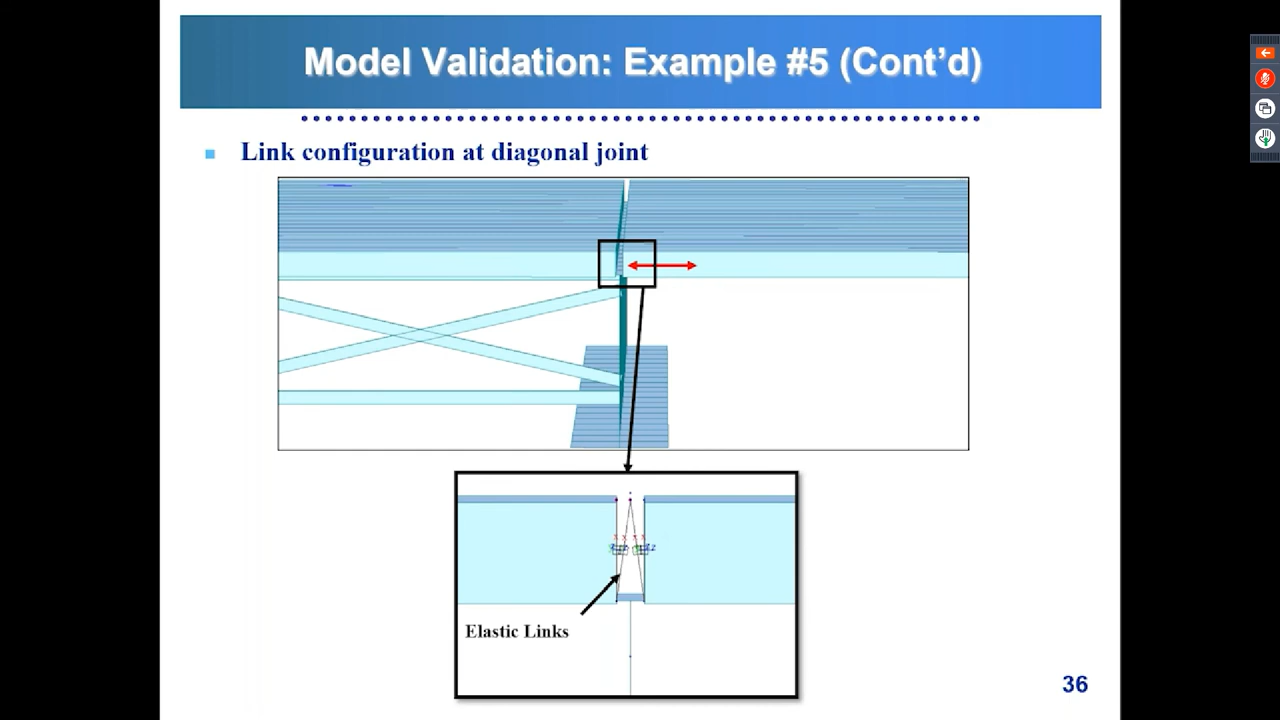 Model Validation: Example #5 (Cont’d)
Link configuration at diagonal joint
Elastic Links
36